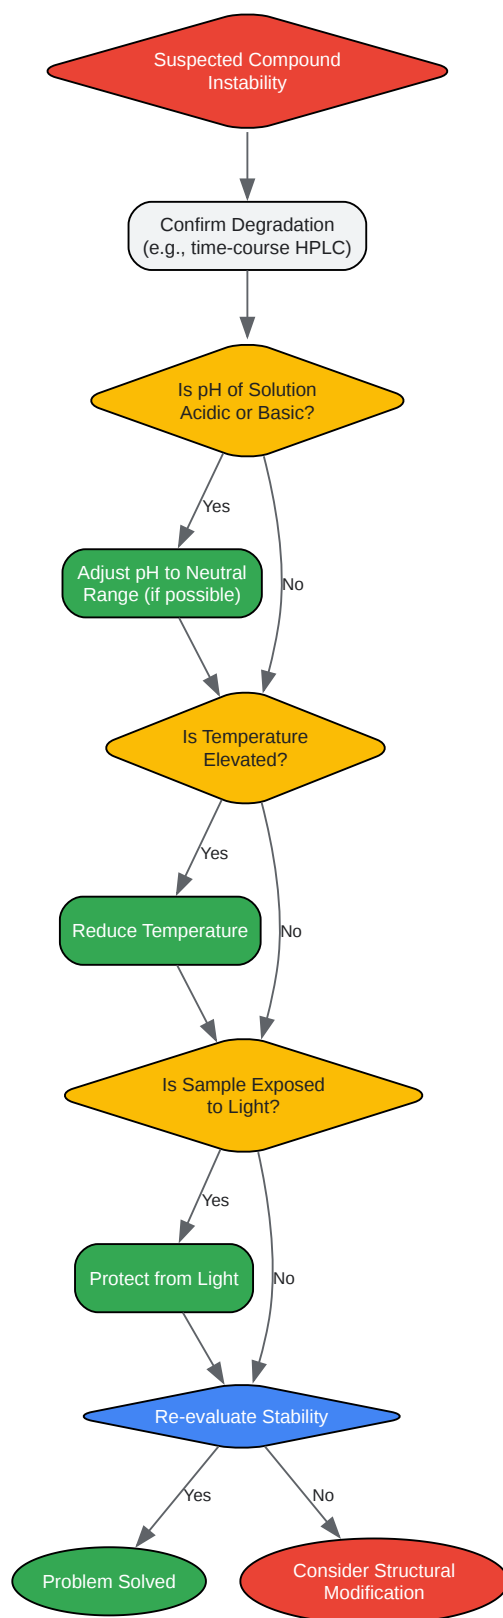 Suspected Compound
Instability
Confirm Degradation
(e.g., time-course HPLC)
Is pH of Solution
Acidic or Basic?
Yes
Adjust pH to Neutral
Range (if possible)
No
Is Temperature
Elevated?
Yes
Reduce Temperature
No
Is Sample Exposed
to Light?
Yes
Protect from Light
No
Re-evaluate Stability
Yes
No
Problem Solved
Consider Structural
Modification